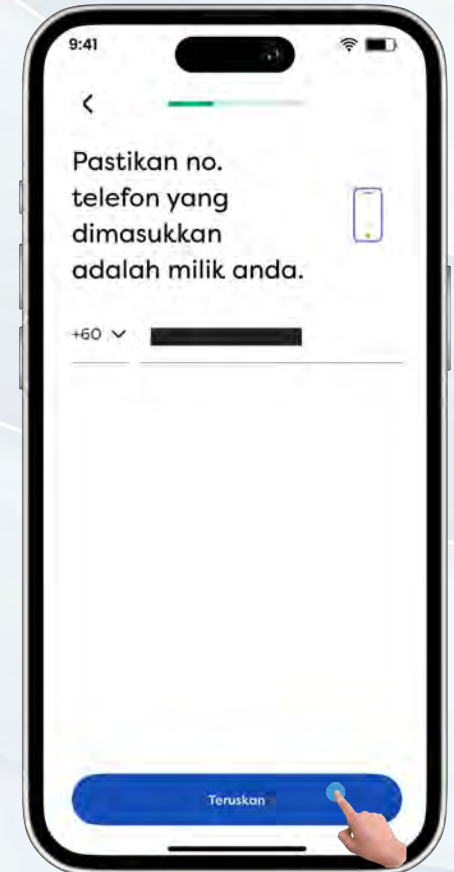 9:41
Pastikan no.
telefon yang
dimasukkan
adalah milik anda.
+60
Teruskan